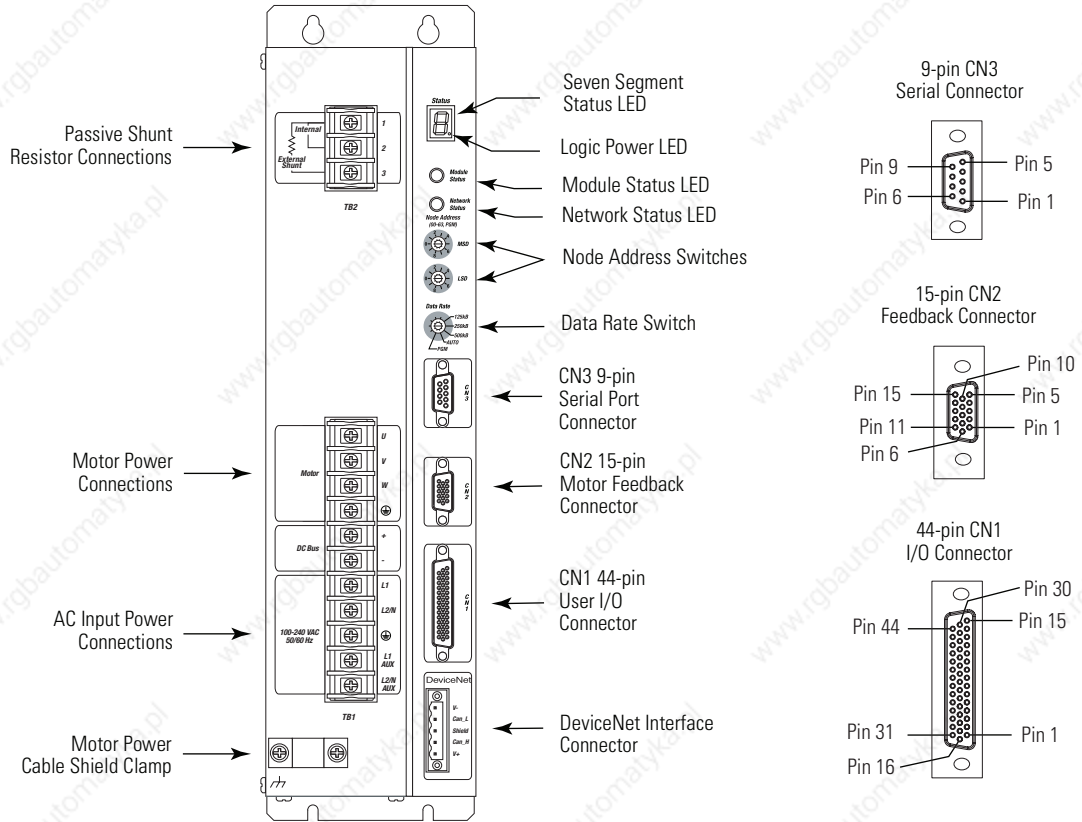 Passive Shunt
Resistor Connections
Motor Power
Connections
AC Input Power
Connections
Motor Power
Cable Shield Clamp
Internal
External
Shunt
1
2
3
TB2
Motor
U
V
W
DC Bus
+
-
100-240 VAC
50/60 Hz
L1
L2/N
L1
AUX
L2/N
AUX
TB1
Status
Module
Status
Network
Status
Node Address
(00-63, PGM)
MSD
LSD
Data Rate
125kB
250kB
500kB
AUTO
PGM
CN3
CN2
CN1
DeviceNet
V-
Can_L
Shield
Can_H
V+
Seven Segment
Status LED
Logic Power LED
Module Status LED
Network Status LED
Node Address Switches
Data Rate Switch
CN3 9-pin
Serial Port
Connector
CN2 15-pin
Motor Feedback
Connector
CN1 44-pin
User I/O
Connector
DeviceNet Interface
Connector
9-pin CN3
Serial Connector
Pin 9
Pin 5
Pin 6
Pin 1
15-pin CN2
Feedback Connector
Pin 10
Pin 15
Pin 5
Pin 11
Pin 1
Pin 6
44-pin CN1
I/O Connector
Pin 30
Pin 15
Pin 44
Pin 31
Pin 1
Pin 16
www.rgbautomatyka.pl